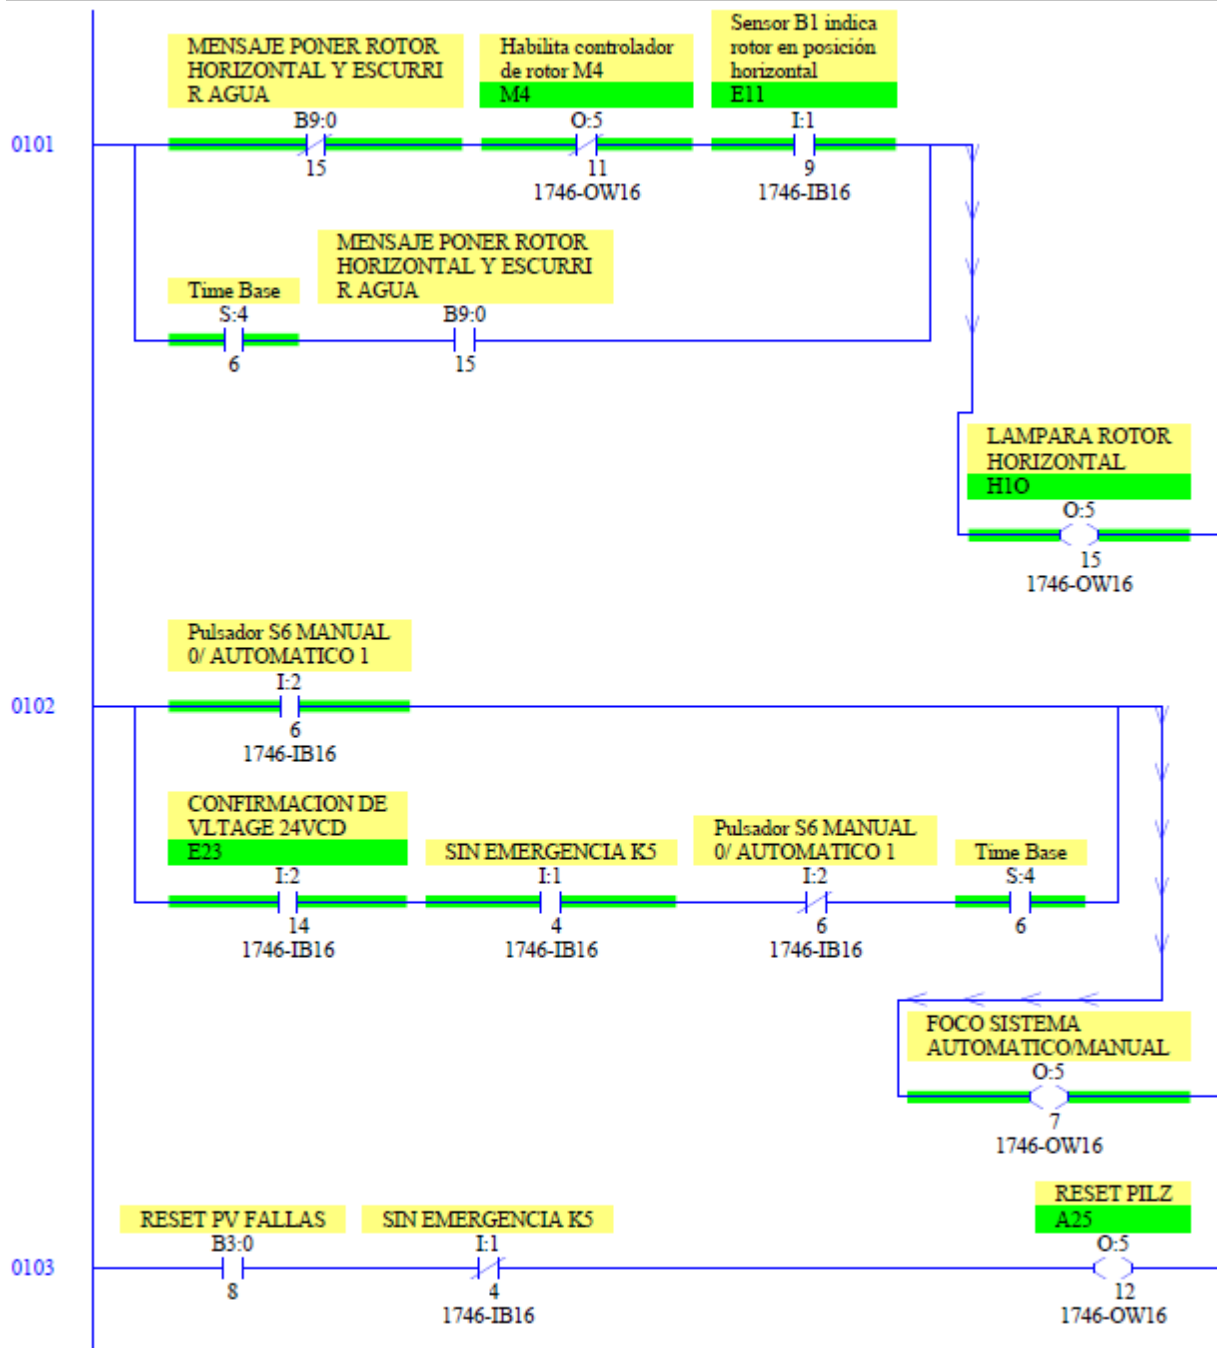 MENSAJE PONER ROTOR
HORIZONTAL Y ESCURRI
R AGUA
B9:0
15
Habilita controlador
de rotor M4
M4
O:5
11
1746-OW16
Sensor B1 indica
rotor en posición
horizontal
E11
I:1
9
1746-IB16
0101
Time Base
S:4
6
MENSAJE PONER ROTOR
HORIZONTAL Y ESCURRI
R AGUA
B9:0
15
LAMPARA ROTOR
HORIZONTAL
H1O
O:5
15
1746-OW16
Pulsador S6 MANUAL
0/ AUTOMATICO 1
I:2
6
1746-IB16
0102
CONFIRMACION DE
VLTAGE 24VCD
E23
I:2
14
1746-IB16
SIN EMERGENCIA K5
I:1
4
1746-IB16
Pulsador S6 MANUAL
0/ AUTOMATICO 1
I:2
6
1746-IB16
Time Base
S:4
6
FOCO SISTEMA
AUTOMATICO/MANUAL
O:5
7
1746-OW16
RESET PV FALLAS
B3:0
8
SIN EMERGENCIA K5
I:1
4
1746-IB16
RESET PILZ
A25
O:5
12
1746-OW16
0103